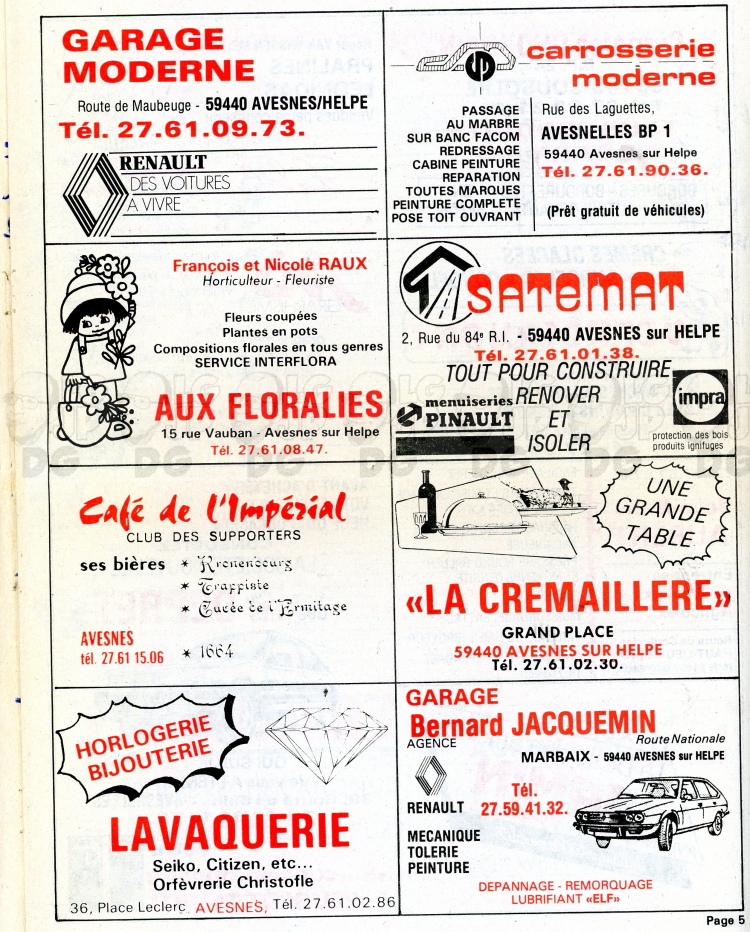 GARAGE
MODERNE
Route de Maubeuge - 59440 AVESNES/HELPE
Tél. 27.61.09.73.
RENAULT
DES VOITURES
A VIVRE
carrosserie
moderne
PASSAGE
AU MARBRE
SUR BANC FACOM
REDRESSAGE
CABINE PEINTURE
REPARATION
TOUTES MARQUES
PEINTURE COMPLETE
POSE TOIT OUVRANT
Rue des Laguettes,
AVESNELLES BP 1
59440 Avesnes sur Helpe
Tél. 27.61.90.36.
(Prêt gratuit de véhicules)
François et Nicole RAUX
Horticulteur - Fleuriste
Fleurs coupées
Plantes en pots
Compositions florales en tous genres
SERVICE INTERFLORA
AUX FLORALIES
15 rue Vauban - Avesnes sur Helpe
Tél. 27.61.08.47.
SATEMAT
2, Rue du 84e R.I. - 59440 AVESNES sur HELPE
Tél. 27.61.01.38.
TOUT POUR CONSTRUIRE
RENOVER
ET
ISOLER
menuiseries
PINAULT
impra
protection des bois
produits ignifuges
Café de l'Impérial
CLUB DES SUPPORTERS
ses bières * Kronenbourg
* Trappiste
* Cuvée de l'Ermitage
* 1664
AVESNES
tél. 27.61 15.06
UNE
GRANDE
TABLE
«LA CREMAILLERE»
GRAND PLACE
59440 AVESNES SUR HELPE
Tél. 27.61.02.30.
HORLOGERIE
BIJOUTERIE
LAVAQUERIE
Seiko, Citizen, etc...
Orfèvrerie Christofle
36, Place Leclerc AVESNES, Tél. 27.61.02.86
GARAGE
Bernard JACQUEMIN
AGENCE
RENAULT
Route Nationale
MARBAIX - 59440 AVESNES sur HELPE
Tél.
27.59.41.32.
MECANIQUE
TOLERIE
PEINTURE
DEPANNAGE - REMORQUAGE
LUBRIFIANT «ELF»
Page 5